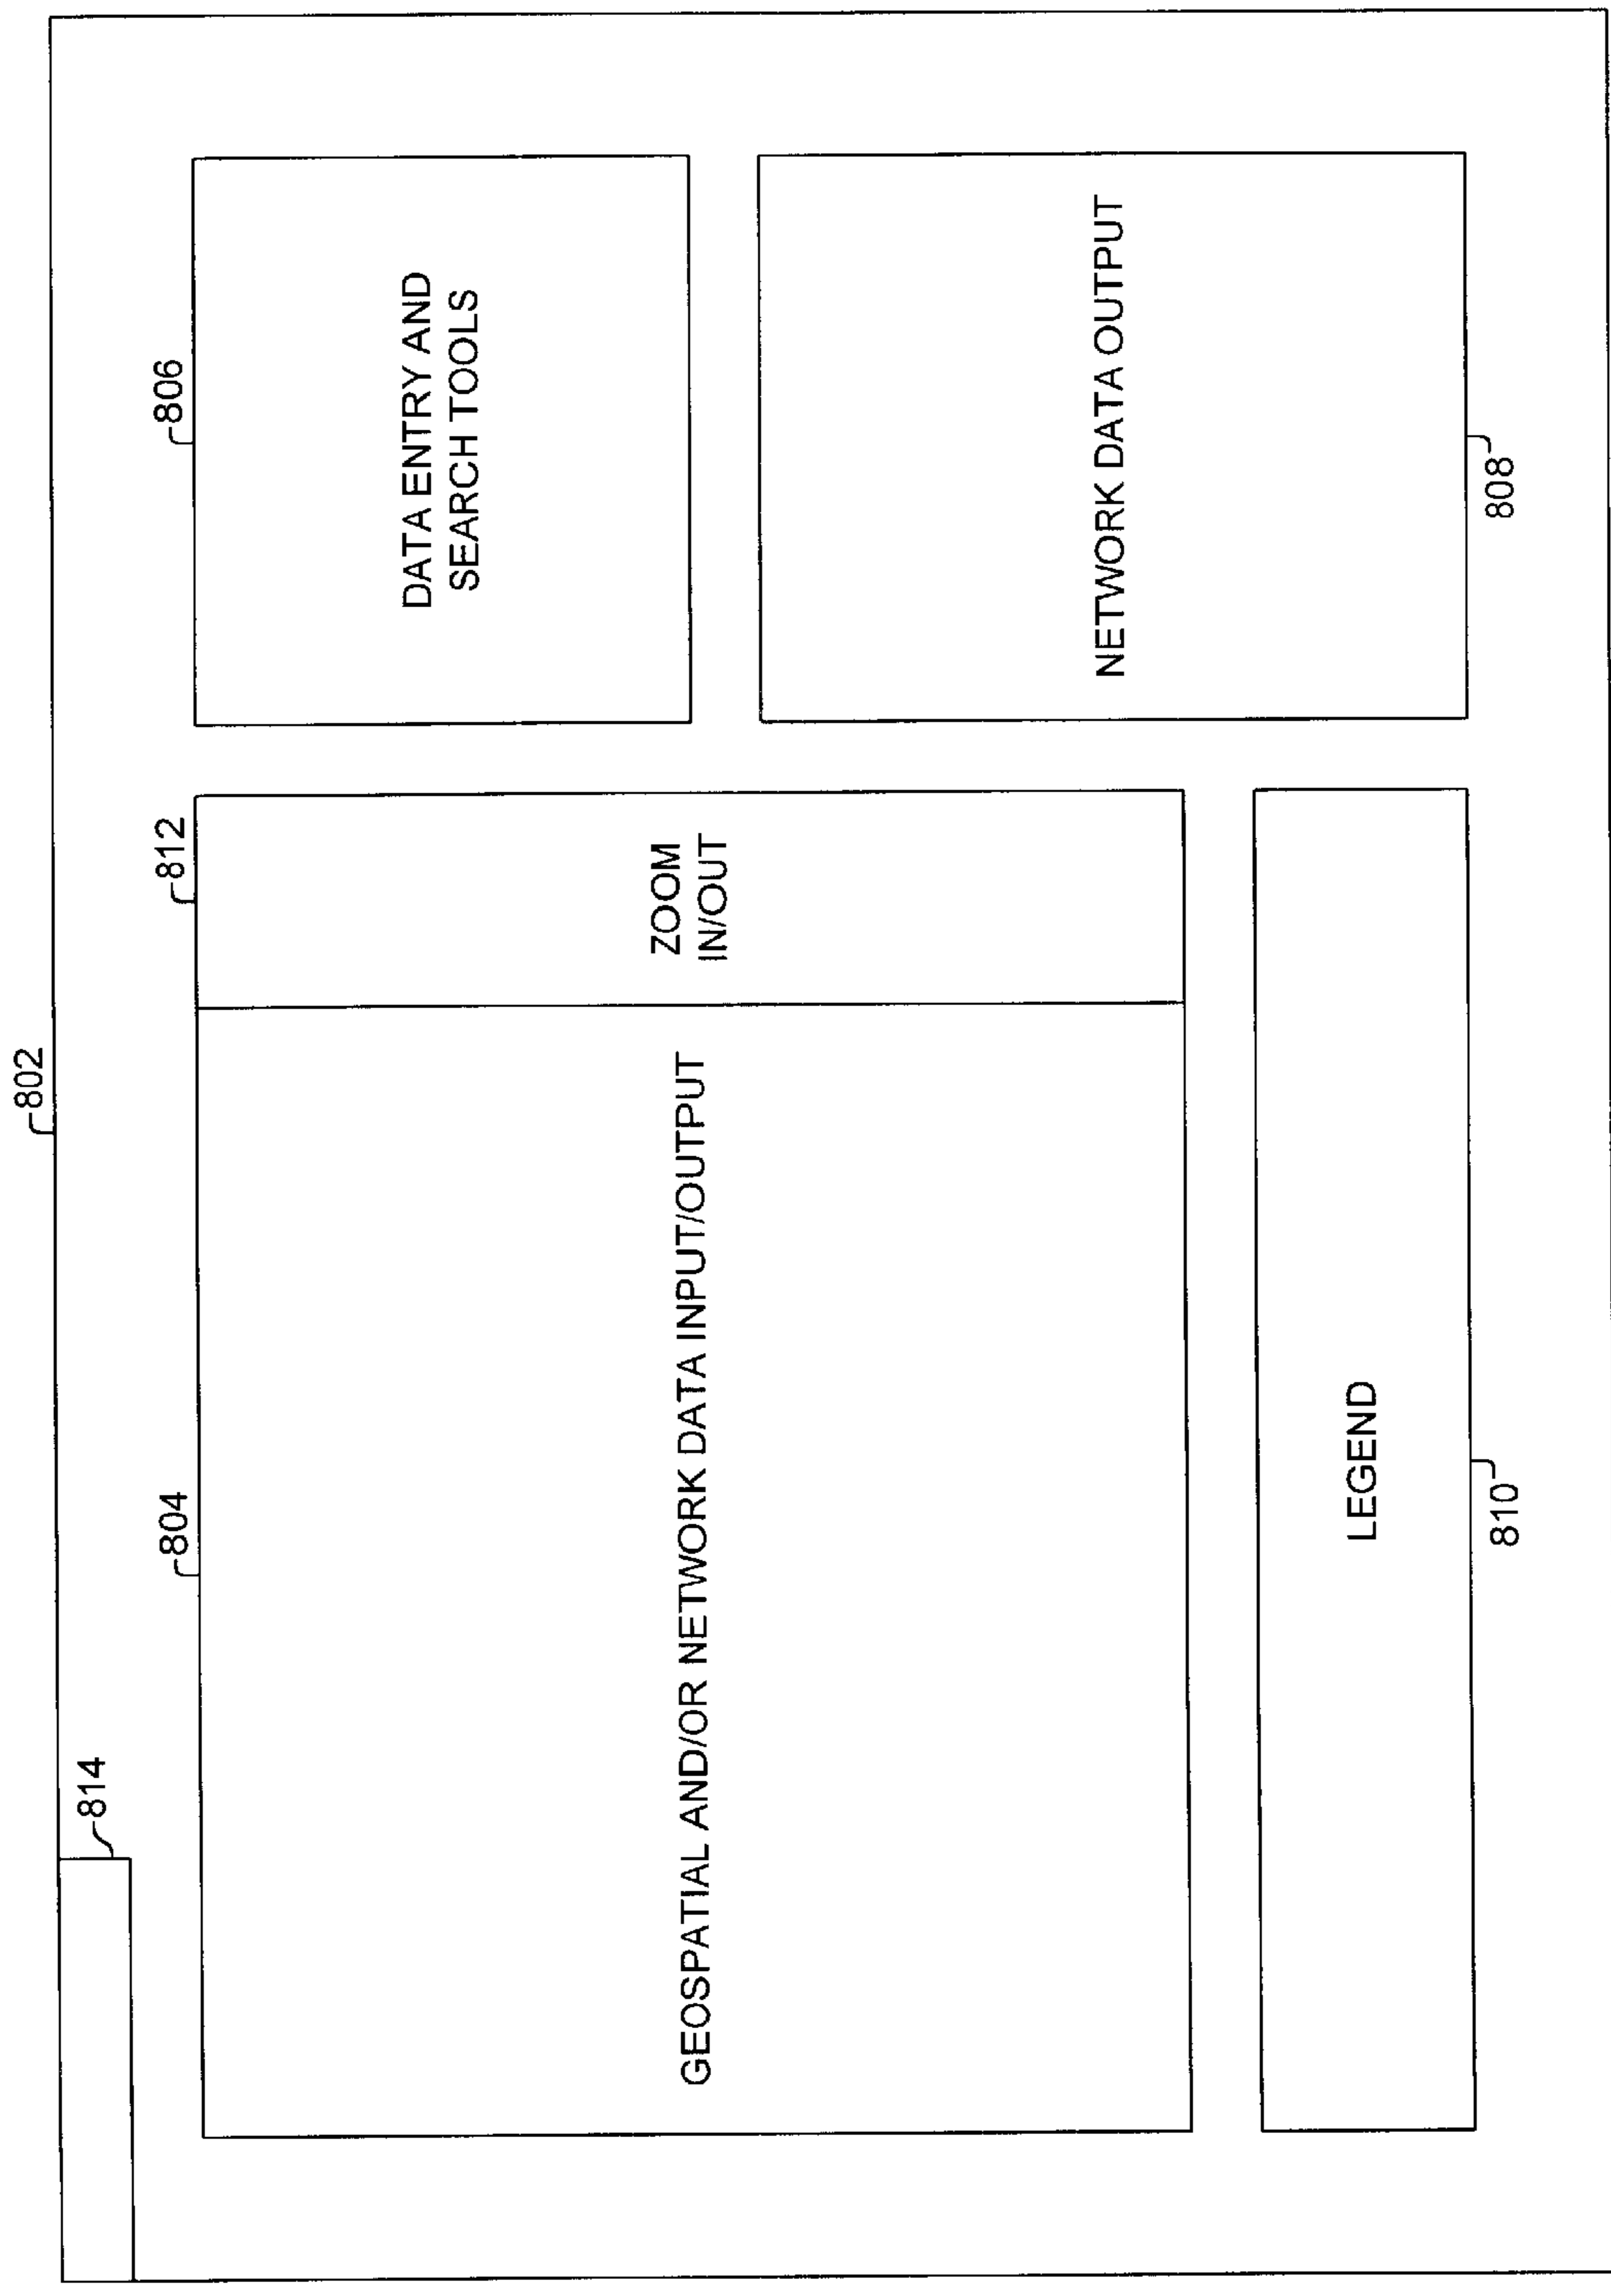 802
814
804
812
806
GEOSPATIAL AND/OR NETWORK DATA INPUT/OUTPUT
ZOOM
IN/OUT
DATA ENTRY AND
SEARCH TOOLS
NETWORK DATA OUTPUT
LEGEND
810
808